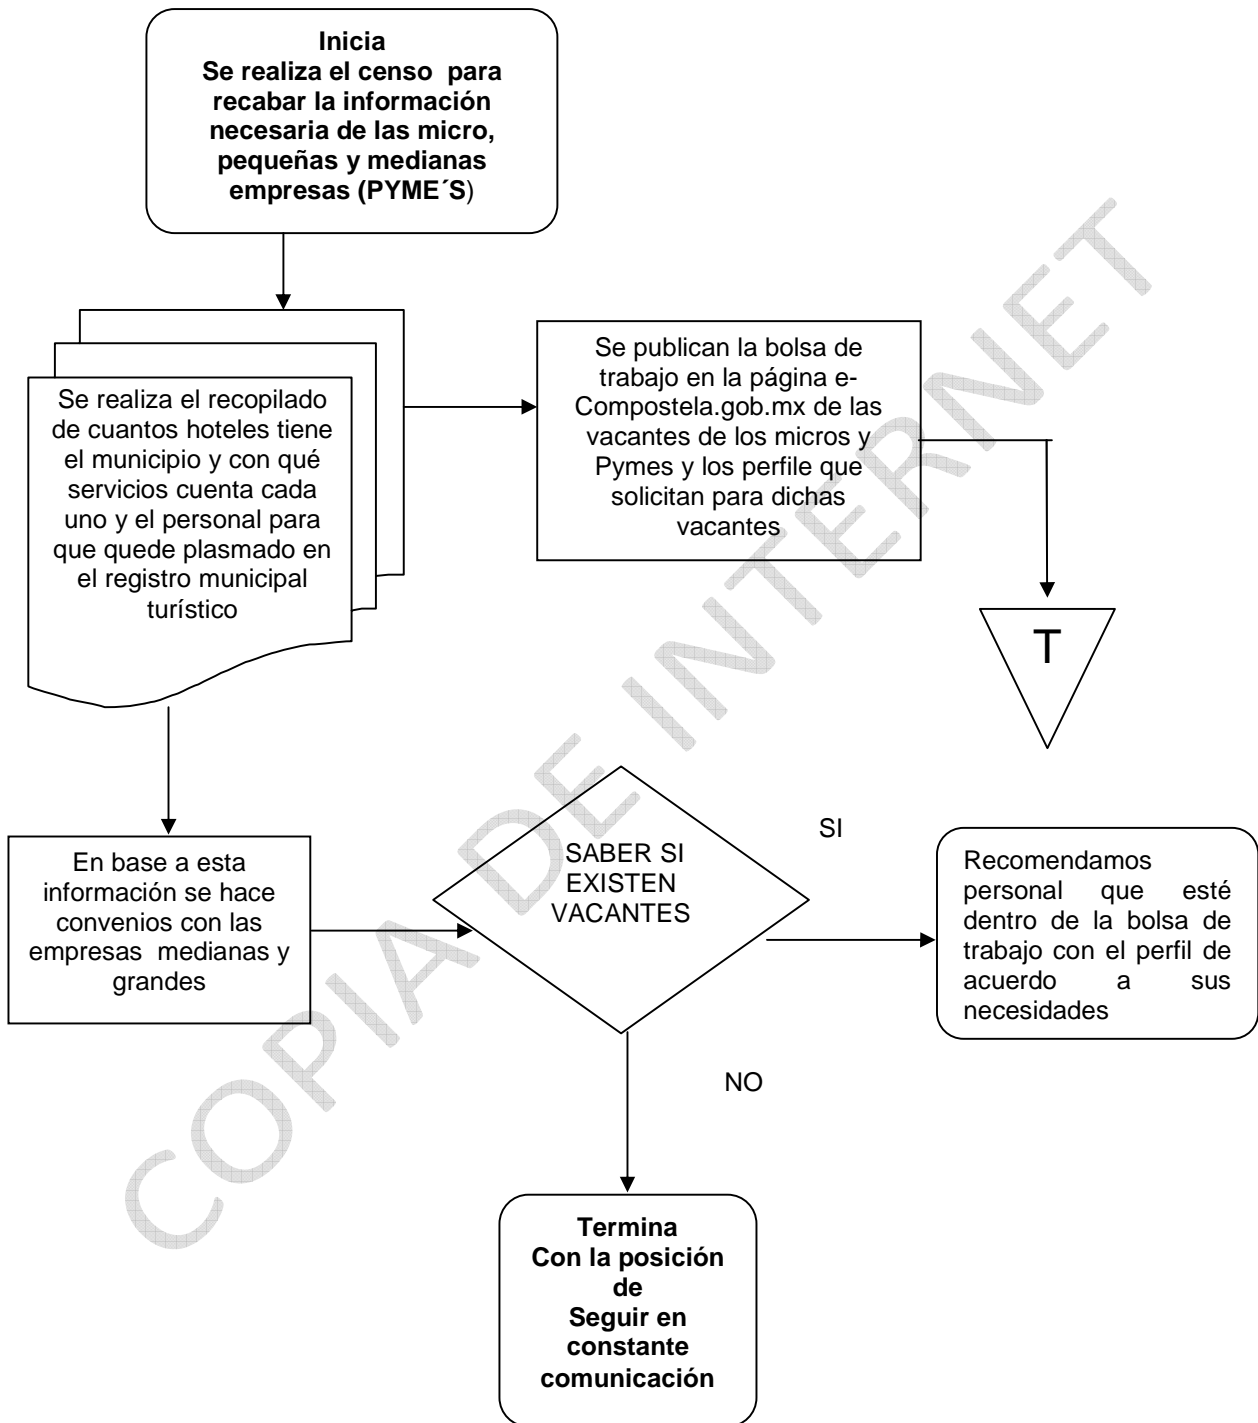 Inicia
Se realiza el censo  para
recabar la información
necesaria de las micro,
pequeñas y medianas
empresas (PYME´S)
Se realiza el recopilado
de cuantos hoteles tiene
el municipio y con qué
servicios cuenta cada
uno y el personal para
que quede plasmado en
el registro municipal
turístico
Se publican la bolsa de
trabajo en la página e-
Compostela.gob.mx de las
vacantes de los micros y
Pymes y los perfile que
solicitan para dichas
vacantes
T
En base a esta
información se hace
convenios con las
empresas  medianas y
grandes
SABER SI
EXISTEN
VACANTES
SI
Recomendamos
personal que esté
dentro de la bolsa de
trabajo con el perfil de
acuerdo a sus
necesidades
NO
Termina
Con la posición
de
Seguir en
constante
comunicación
COPIA DE INTERNET